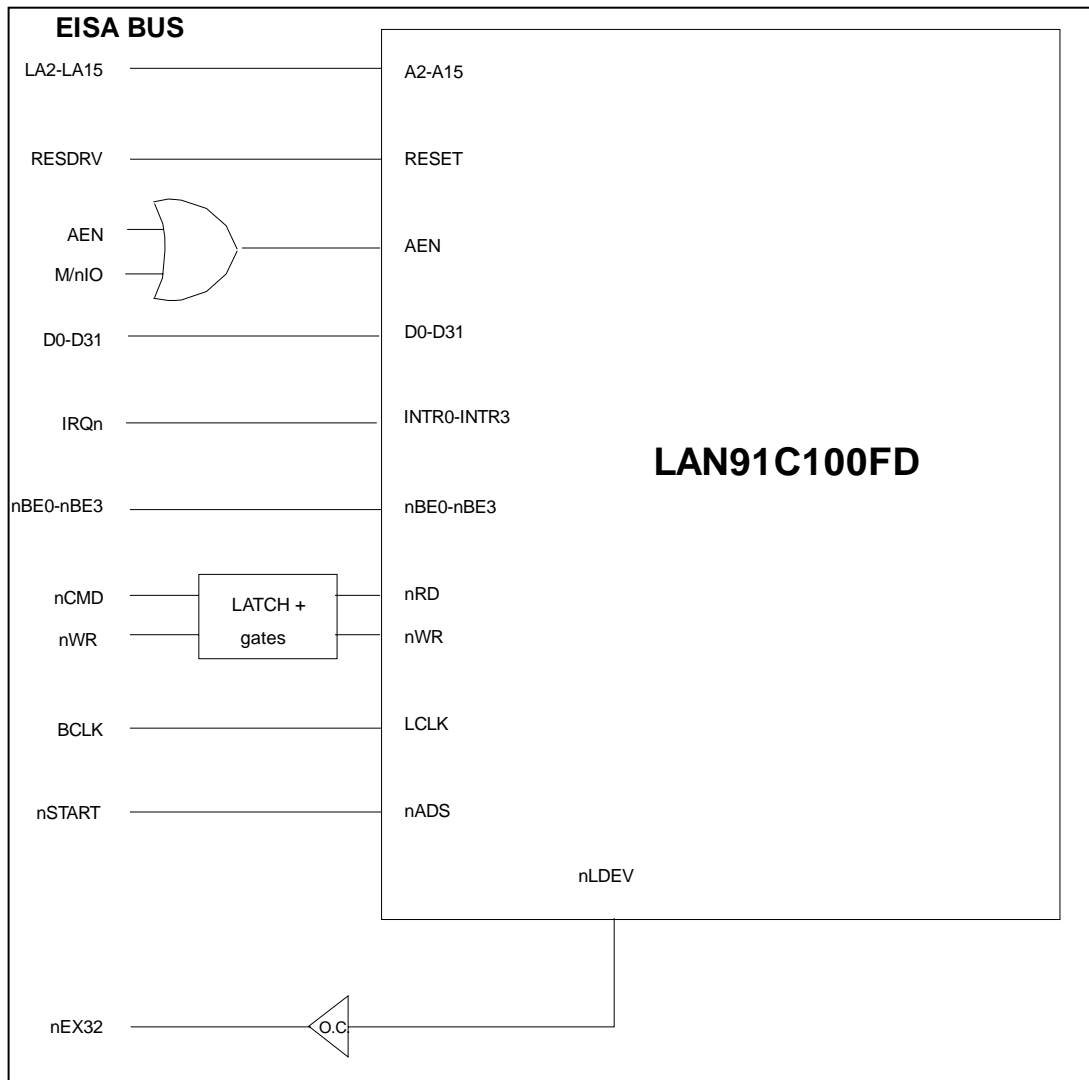 EISA BUS
LA2-LA15
A2-A15
RESDRV
RESET
AEN
M/nIO
AEN
D0-D31
D0-D31
IRQn
INTR0-INTR3
LAN91C100FD
nBE0-nBE3
nBE0-nBE3
nCMD
nWR
LATCH +
gates
nRD
nWR
BCLK
LCLK
nSTART
nADS
nLDEV
nEX32
O.C.